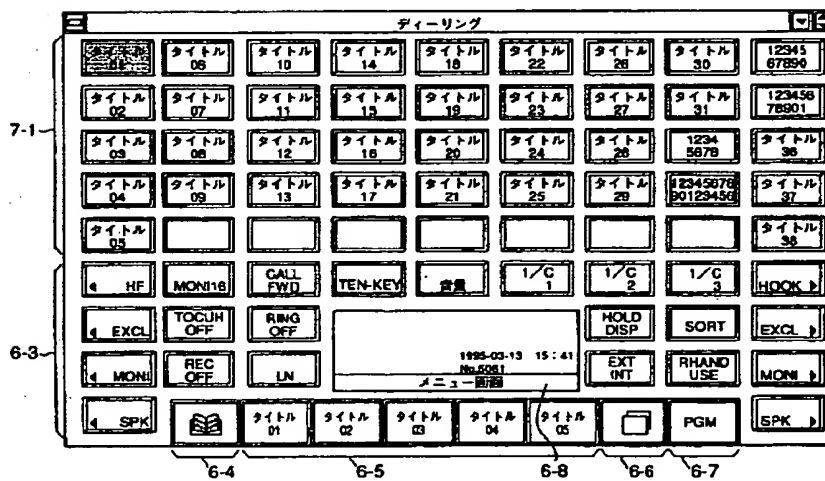 ディーリング
タイトル 01
タイトル 06
タイトル 10
タイトル 14
タイトル 18
タイトル 22
タイトル 26
タイトル 30
12345 67890
タイトル 02
タイトル 07
タイトル 11
タイトル 15
タイトル 19
タイトル 23
タイトル 27
タイトル 31
123456 78901
7-1
タイトル 03
タイトル 08
タイトル 12
タイトル 16
タイトル 20
タイトル 24
タイトル 28
1234 5678
タイトル 36
タイトル 04
タイトル 09
タイトル 13
タイトル 17
タイトル 21
タイトル 25
タイトル 29
12345678 90123456
タイトル 37
タイトル 05
タイトル 38
HF
MONI16
CALL FWD
TEN-KEY
音量
1/C 1
1/C 2
1/C 3
HOOK
6-3
EXCL
TOCUH OFF
RING OFF
HOLD DISP
SORT
EXCL
1995-03-13 15:41
No.5061
メニュー画面
MONI
REC OFF
LN
EXT INT
RHAND USE
MONI
SPK
タイトル 01
タイトル 02
タイトル 03
タイトル 04
タイトル 05
PGM
SPK
6-4
6-5
6-8
6-6
6-7